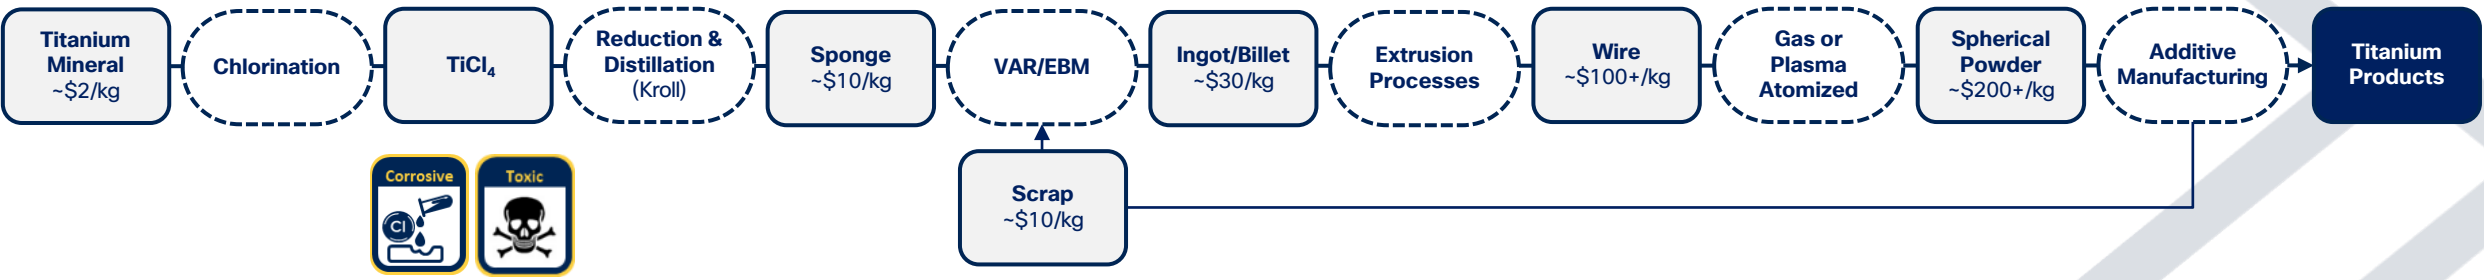 Titanium
Mineral
~$2/kg
Chlorination
TiCl₄
Reduction &
Distillation
(Kroll)
Sponge
~$10/kg
VAR/EBM
Ingot/Billet
~$30/kg
Extrusion
Processes
Wire
~$100+/kg
Gas or
Plasma
Atomized
Spherical
Powder
~$200+/kg
Additive
Manufacturing
Titanium
Products
Corrosive
Cl
Toxic
Scrap
~$10/kg